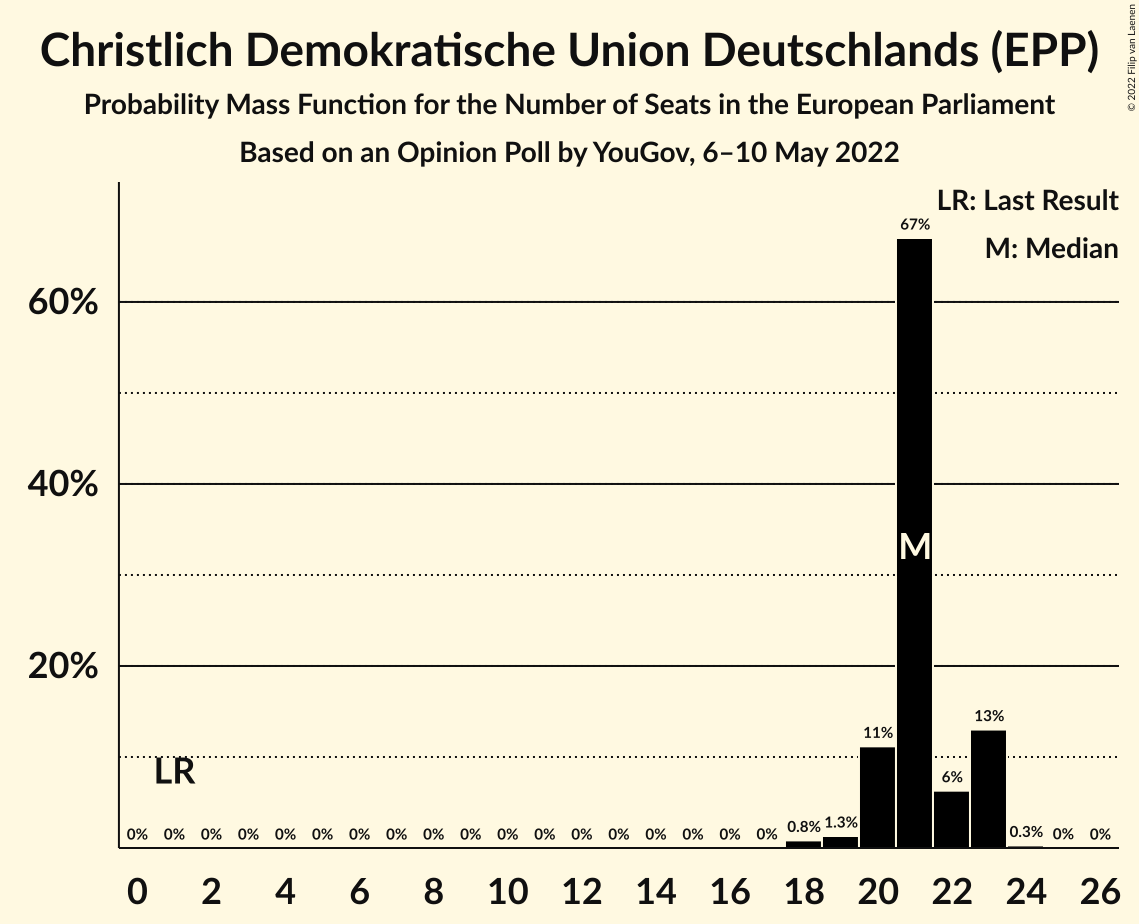 Christlich Demokratische Union Deutschlands (EPP)
Probability Mass Function for the Number of Seats in the European Parliament
Based on an Opinion Poll by YouGov, 6–10 May 2022
© 2022 Filip van Laenen
LR: Last Result
M: Median
60%
40%
20%
LR
M
0% 0% 0% 0% 0% 0% 0% 0% 0% 0% 0% 0% 0% 0% 0% 0% 0% 0% 0.8% 1.3% 11% 67% 6% 13% 0.3% 0% 0%
0 2 4 6 8 10 12 14 16 18 20 22 24 26